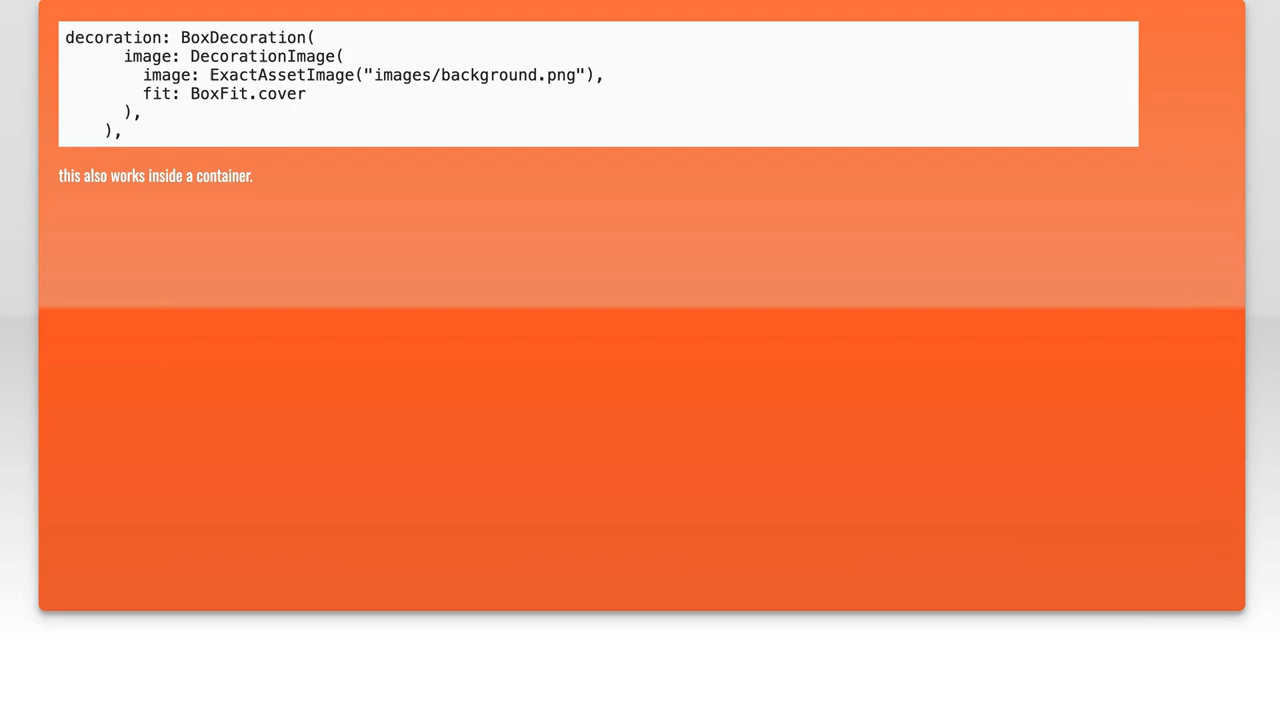 decoration: BoxDecoration(
      image: DecorationImage(
        image: ExactAssetImage("images/background.png"),
        fit: BoxFit.cover
      ),
    ),
this also works inside a container.